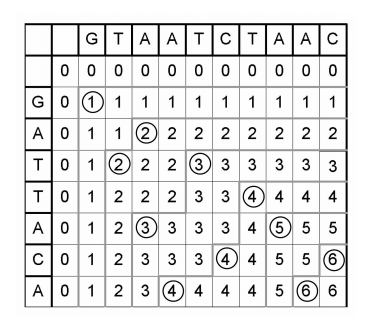 G T A A T C T A A C
0 0 0 0 0 0 0 0 0 0 0
G 0 1 1 1 1 1 1 1 1 1 1
A 0 1 1 2 2 2 2 2 2 2 2
T 0 1 2 2 2 3 3 3 3 3 3
T 0 1 2 2 2 3 3 4 4 4 4
A 0 1 2 3 3 3 3 4 5 5 5
C 0 1 2 3 3 3 4 4 5 5 6
A 0 1 2 3 4 4 4 4 5 6 6